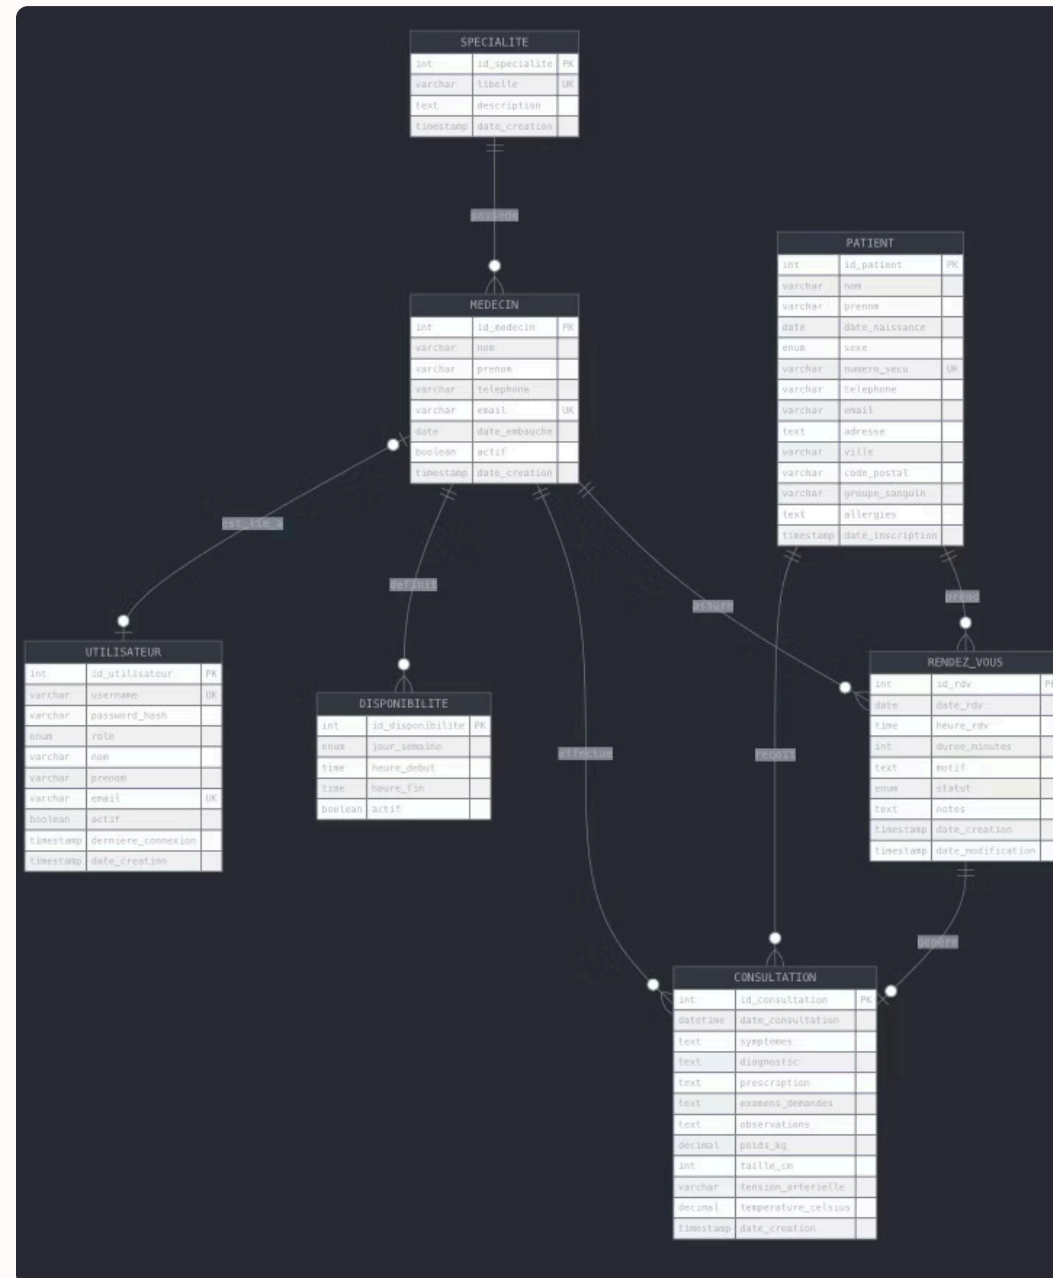 SPECIALITE
int id_specialite PK
varchar libelle UK
text description
timestamp date_creation
possede
PATIENT
int id_patient PK
varchar nom
varchar prenom
date date_naissance
enum sexe
varchar numero_secu UK
varchar telephone
varchar email
text adresse
varchar ville
varchar code_postal
varchar groupe_sanguin
text allergies
timestamp date_inscription
MEDECIN
int id_medecin PK
varchar nom
varchar prenom
varchar telephone
varchar email UK
date date_embauche
boolean actif
timestamp date_creation
est_lie_a
definit
assure
prend
UTILISATEUR
int id_utilisateur PK
varchar username UK
varchar password_hash
enum role
varchar nom
varchar prenom
varchar email UK
boolean actif
timestamp derniere_connexion
timestamp date_creation
DISPONIBILITE
int id_disponibilite PK
enum jour_semaine
time heure_debut
time heure_fin
boolean actif
RENDEZ_VOUS
int id_rdv
date date_rdv
time heure_rdv
int duree_minutes
text motif
enum statut
text notes
timestamp date_creation
timestamp date_modification
effectue
recoit
genere
CONSULTATION
int id_consultation PK
datetime date_consultation
text symptomes
text diagnostic
text prescription
text examens_demandes
text observations
decimal poids_kg
int taille_cm
varchar tension_arterielle
decimal temperature_celsius
timestamp date_creation